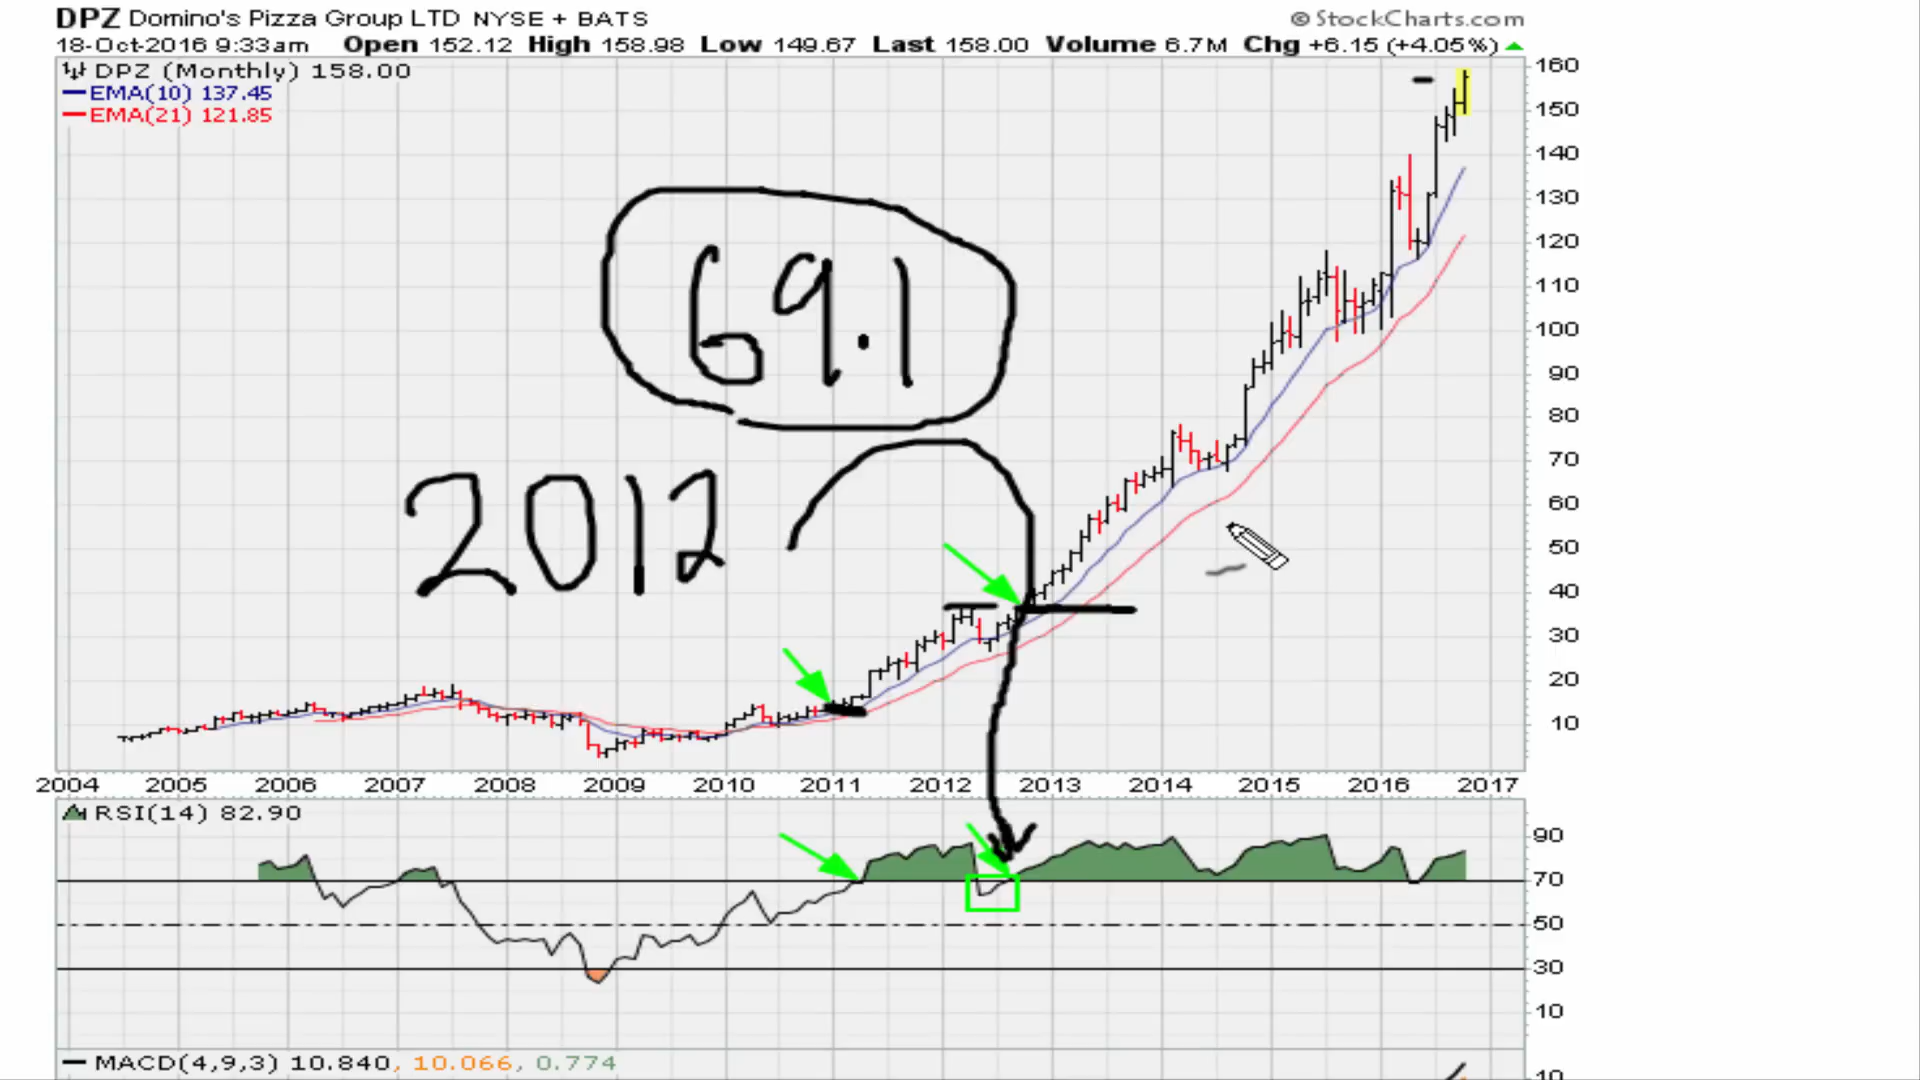 DPZ Domino's Pizza Group LTD NYSE + BATS
© StockCharts.com
18-Oct-2016 9:33am Open 152.12 High 158.98 Low 149.67 Last 158.00 Volume 6.7M Chg +6.15 (+4.05%)
DPZ (Monthly) 158.00
EMA(10) 137.45
EMA(21) 121.85
160
150
140
130
120
110
100
90
80
70
60
50
40
30
20
10
69.1
2012
2004 2005 2006 2007 2008 2009 2010 2011 2012 2013 2014 2015 2016 2017
RSI(14) 82.90
90
70
50
30
10
MACD(4,9,3) 10.840, 10.066, 0.774
10